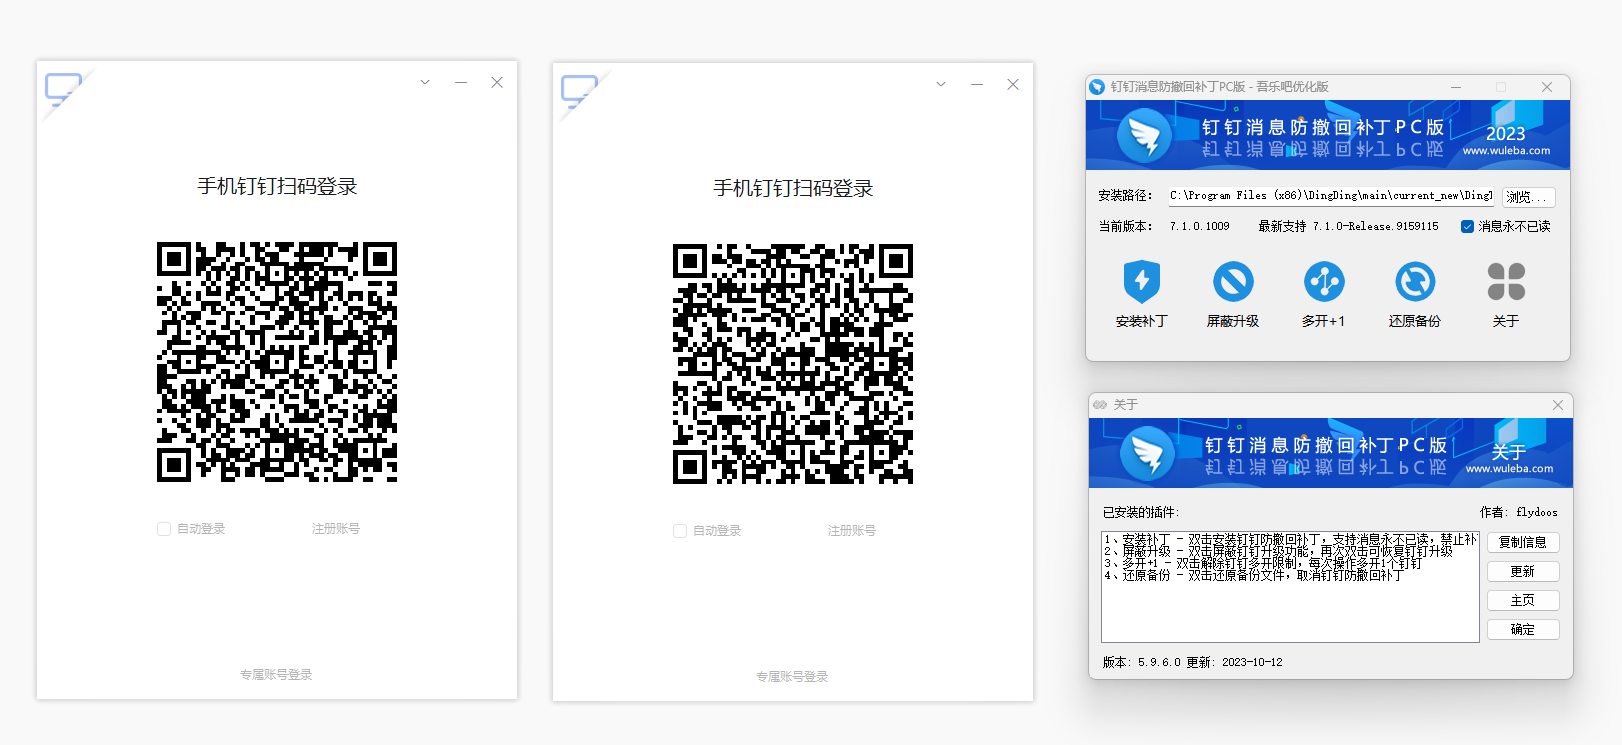 手机钉钉扫码登录
自动登录
注册账号
专属账号登录
手机钉钉扫码登录
自动登录
注册账号
专属账号登录
钉钉消息防撤回补丁PC版 - 吾乐吧优化版
钉钉消息防撤回补丁PC版
2023
www.wuleba.com
安装路径： C:\Program Files (x86)\DingDing\main\current_new\Ding 浏览...
当前版本： 7.1.0.1009 最新支持 7.1.0-Release.9159115 消息永不已读
安装补丁 屏蔽升级 多开+1 还原备份 关于
关于
钉钉消息防撤回补丁PC版
关于
www.wuleba.com
已安装的插件: 作者: flydoos
1、安装补丁 - 双击安装钉钉防撤回补丁，支持消息永不已读，禁止补
2、屏蔽升级 - 双击屏蔽钉钉升级功能，再次双击可恢复钉钉升级
3、多开+1 - 双击解除钉钉多开限制，每次操作多开1个钉钉
4、还原备份 - 双击还原备份文件，取消钉钉防撤回补丁
复制信息
更新
主页
确定
版本: 5.9.6.0 更新: 2023-10-12